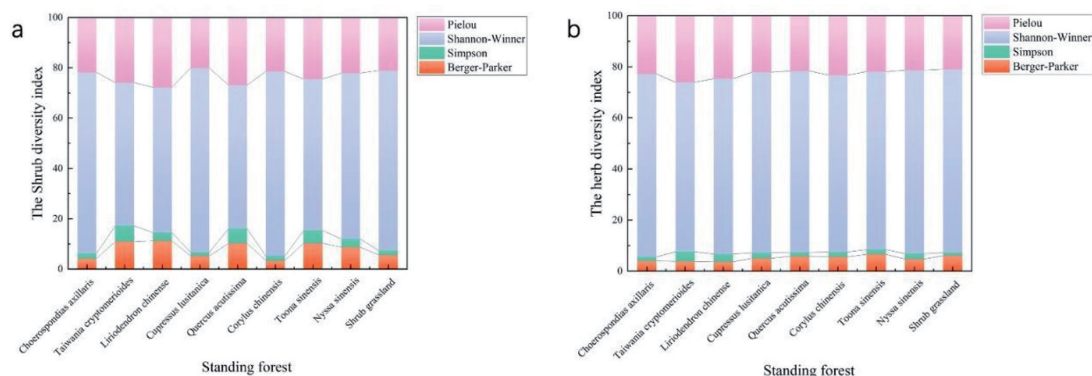 a
The Shrub diversity index
100
80
60
40
20
0
Pielou
Shannon-Winner
Simpson
Berger-Parker
Choerospondias axillaris
Taiwania cryptomerioides
Liriodendron chinense
Cupressus lusitanica
Quercus acutissima
Corylus chinensis
Toona sinensis
Nyssa sinensis
Shrub grassland
Standing forest
b
The herb diversity index
100
80
60
40
20
0
Pielou
Shannon-Winner
Simpson
Berger-Parker
Choerospondias axillaris
Taiwania cryptomerioides
Liriodendron chinense
Cupressus lusitanica
Quercus acutissima
Corylus chinensis
Toona sinensis
Nyssa sinensis
Shrub grassland
Standing forest